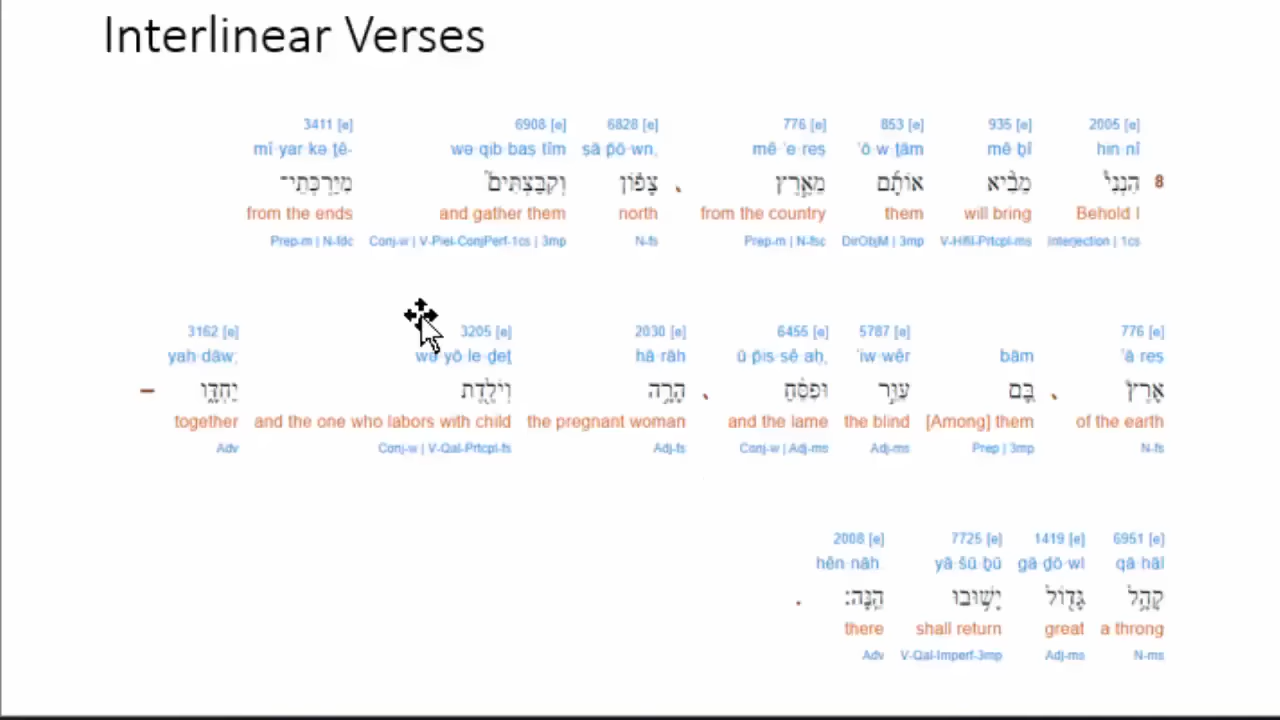 Interlinear Verses
3411 [e] 6908 [e] 6828 [e] 776 [e] 853 [e] 935 [e] 2005 [e]
mî·yar·kə·ṯê- wə·qib·baṣ·tîm ṣā·p̄ō·wn, mê·’e·reṣ ’ō·w·ṯām mê·ḇî hin·nî
8 הִנְנִי֩ מֵבִ֨יא אוֹתָ֜ם מֵאֶ֣רֶץ צָפ֗וֹן ، וְקִבַּצְתִּים֮ מִיַּרְכְּתֵי־
from the ends and gather them north from the country them will bring Behold I
Prep-m | N-fdc Conj-w | V-Piel-ConjPerf-1cs | 3mp N-fs Prep-m | N-fsc DirObjM | 3mp V-Hifil-Prtcpl-ms Interjection | 1cs
3162 [e] 3205 [e] 2030 [e] 6455 [e] 5787 [e] 776 [e]
yaḥ·dāw; wə·yō·le·ḏeṯ hā·rāh ū·p̄is·sê·aḥ, ‘iw·wêr bām ’ā·reṣ
אָרֶץ֒ ، בָּ֚ם עִוֵּ֣ר וּפִסֵּ֔חַ ، הָרָ֥ה וְיֹלֶ֖דֶת יַחְדָּ֑ו –
together and the one who labors with child the pregnant woman and the lame the blind [Among] them of the earth
Adv Conj-w | V-Qal-Prtcpl-fs Adj-fs Conj-w | Adj-ms Adj-ms Prep | 3mp N-fs
2008 [e] 7725 [e] 1419 [e] 6951 [e]
hên·nāh yā·šū·ḇū gā·ḏō·wl qā·hāl
קָהָ֥ל גָּד֖וֹל יָשׁ֥וּבוּ הֵֽנָּה׃ .
there shall return great a throng
Adv V-Qal-Imperf-3mp Adj-ms N-ms